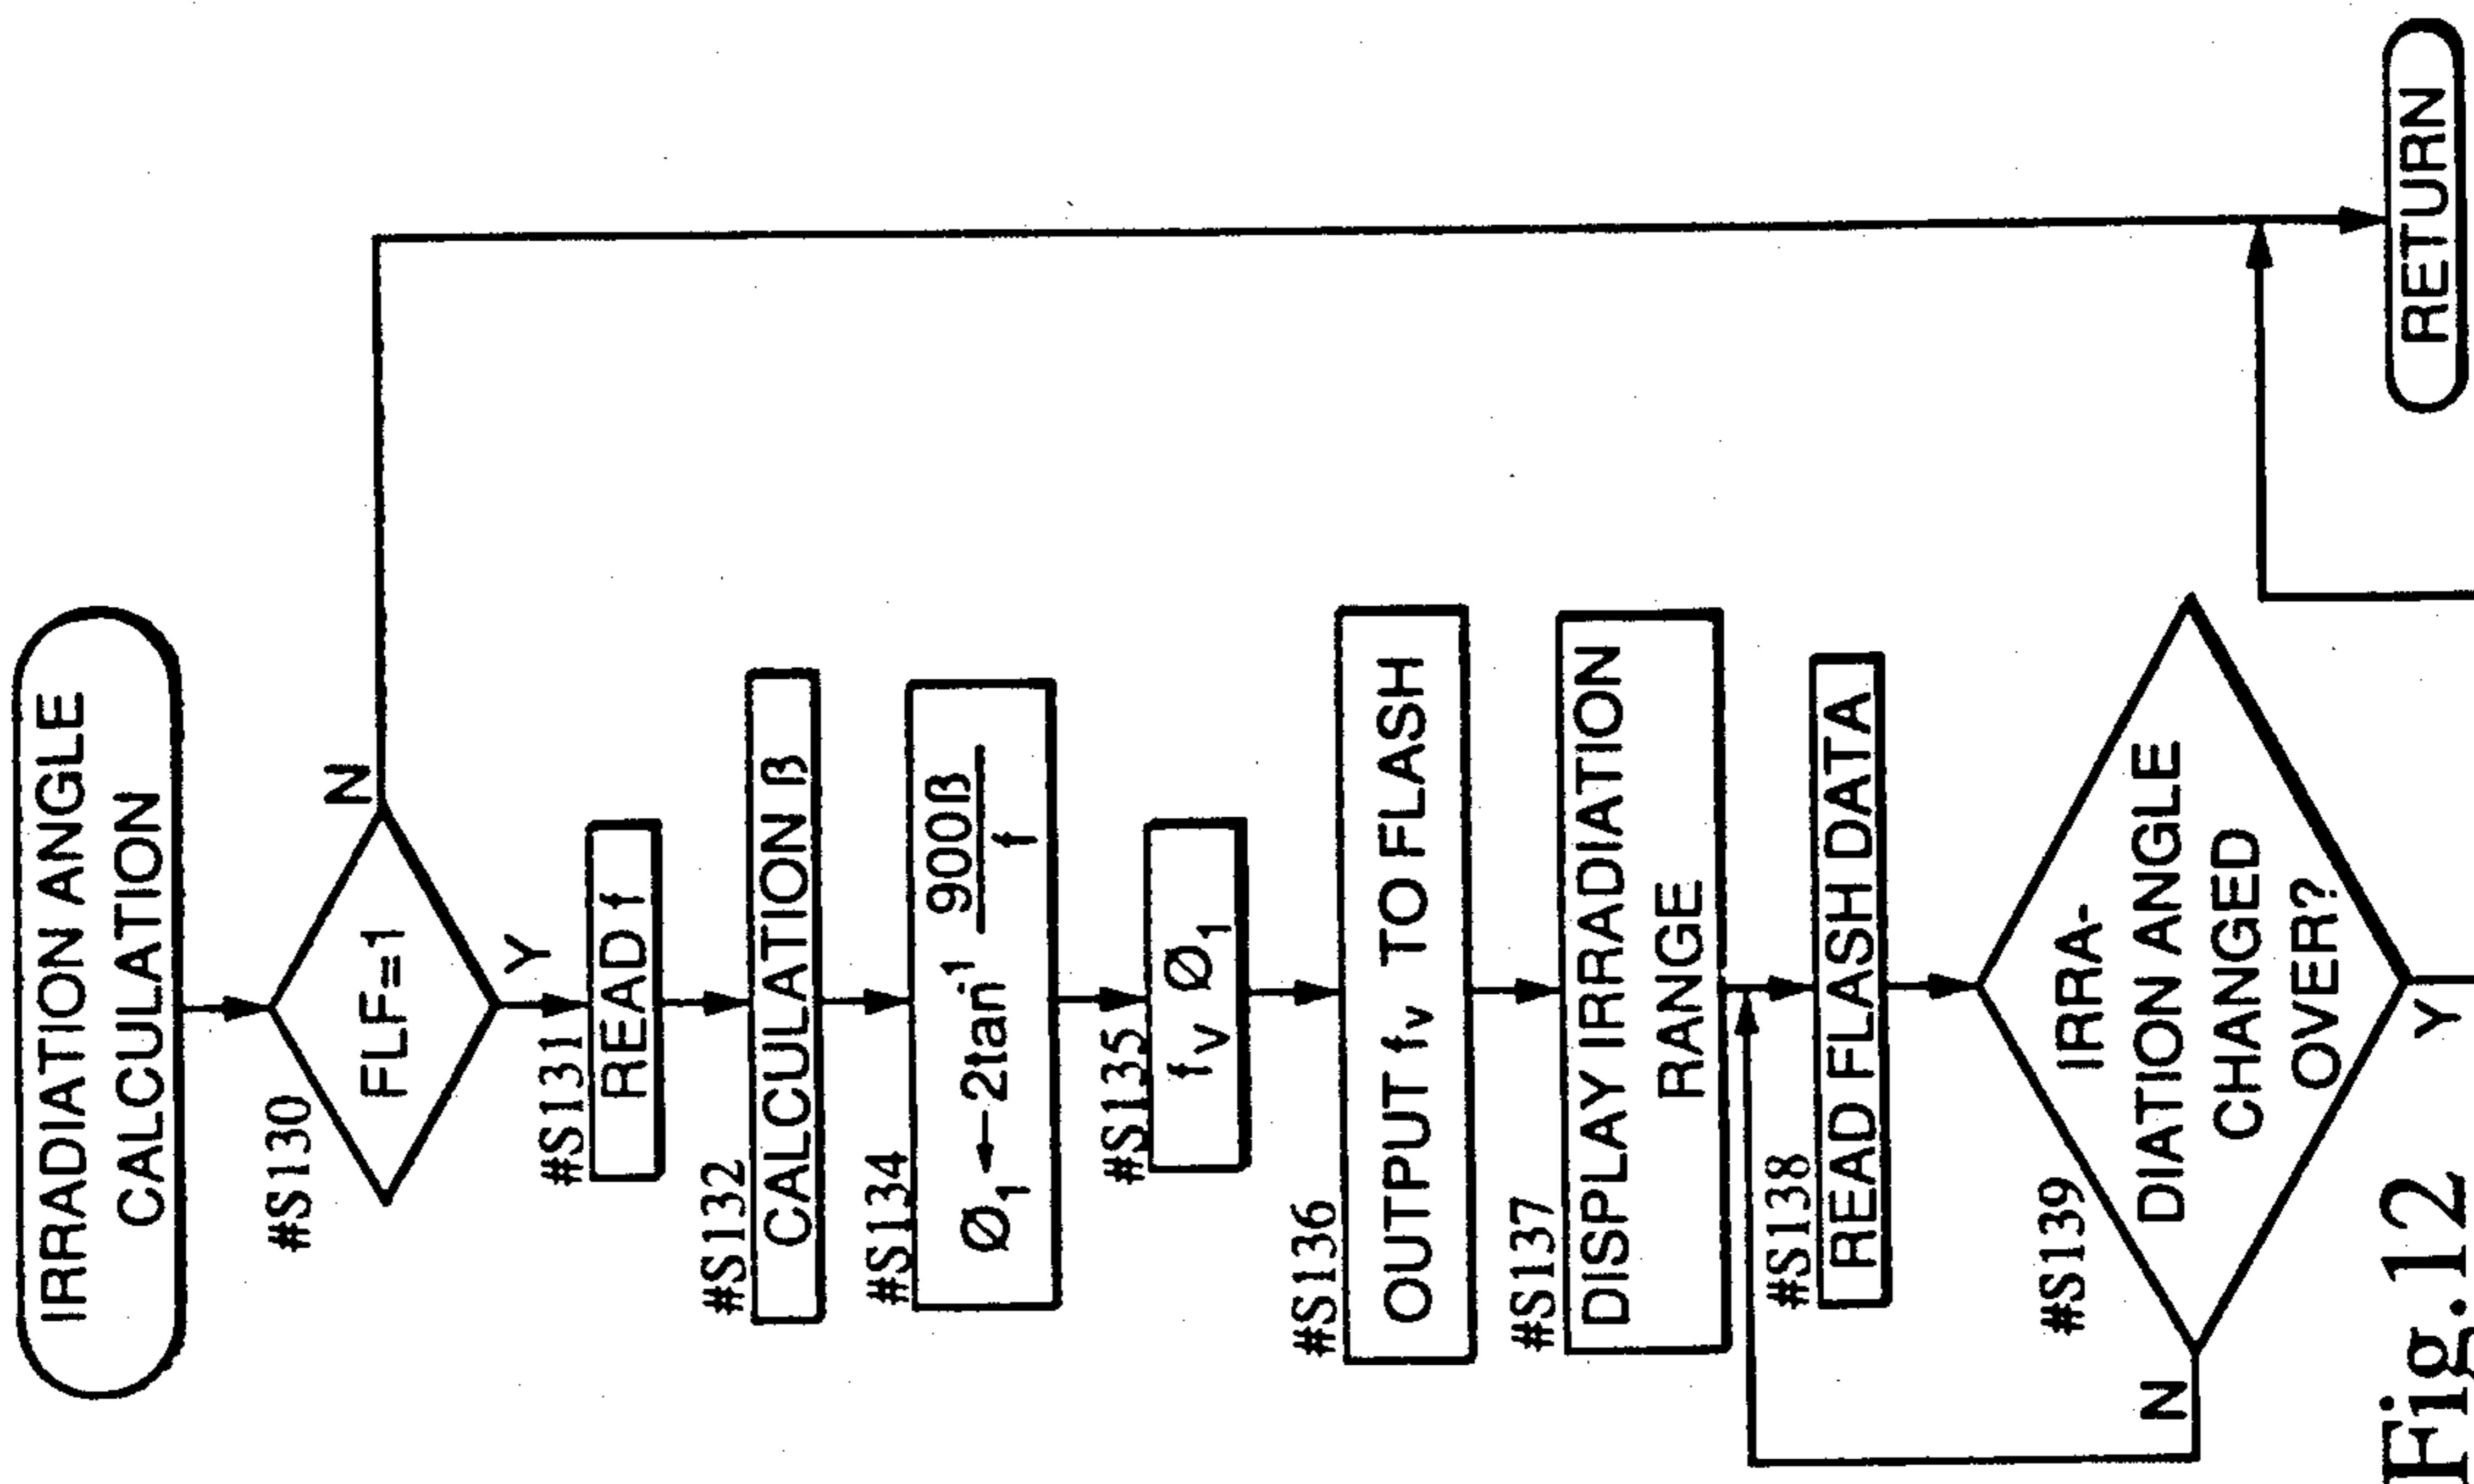 IRRADIATION ANGLE
CALCULATION
#S130
FLF=1
N
Y
#S131
READ f
#S132
CALCULATION β
#S134
Ø₁ ← 2tan⁻¹ 900β
f
#S135
f v Ø₁
#S136
OUTPUT fv TO FLASH
#S137
DISPLAY IRRADIATION
RANGE
#S138
READ FLASH DATA
#S139
IRRA-
DIATION ANGLE
CHANGED
OVER?
N
Y
RETURN
Fig.12